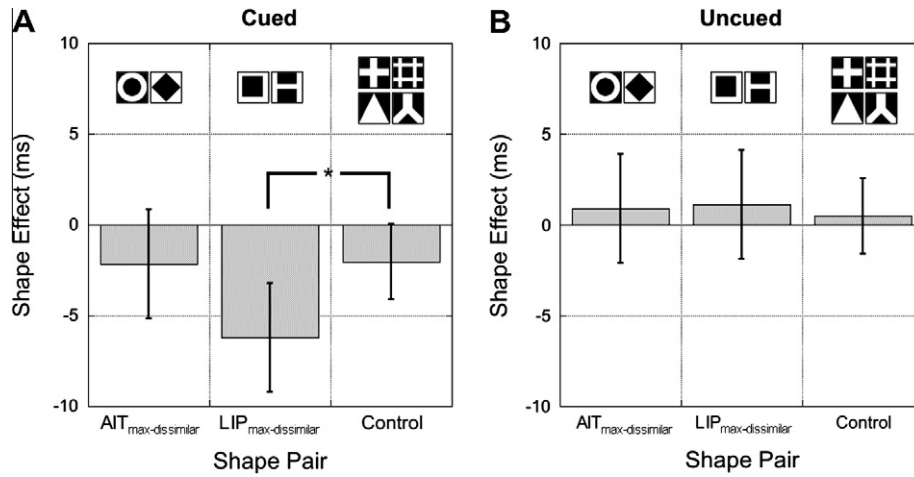 A
Cued
10
5
0
-5
-10
Shape Effect (ms)
*
AITmax-dissimilar
LIPmax-dissimilar
Control
Shape Pair
B
Uncued
10
5
0
-5
-10
Shape Effect (ms)
AITmax-dissimilar
LIPmax-dissimilar
Control
Shape Pair